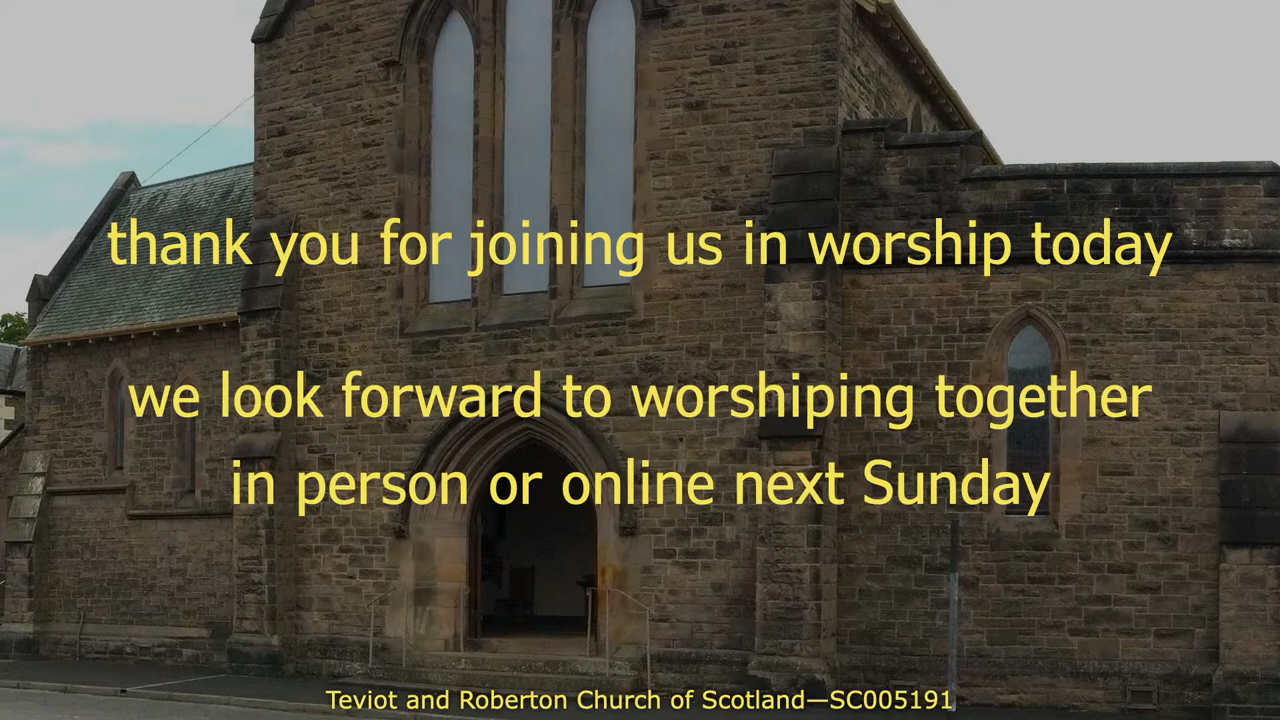 thank you for joining us in worship today
we look forward to worshiping together
in person or online next Sunday
Teviot and Roberton Church of Scotland—SC005191